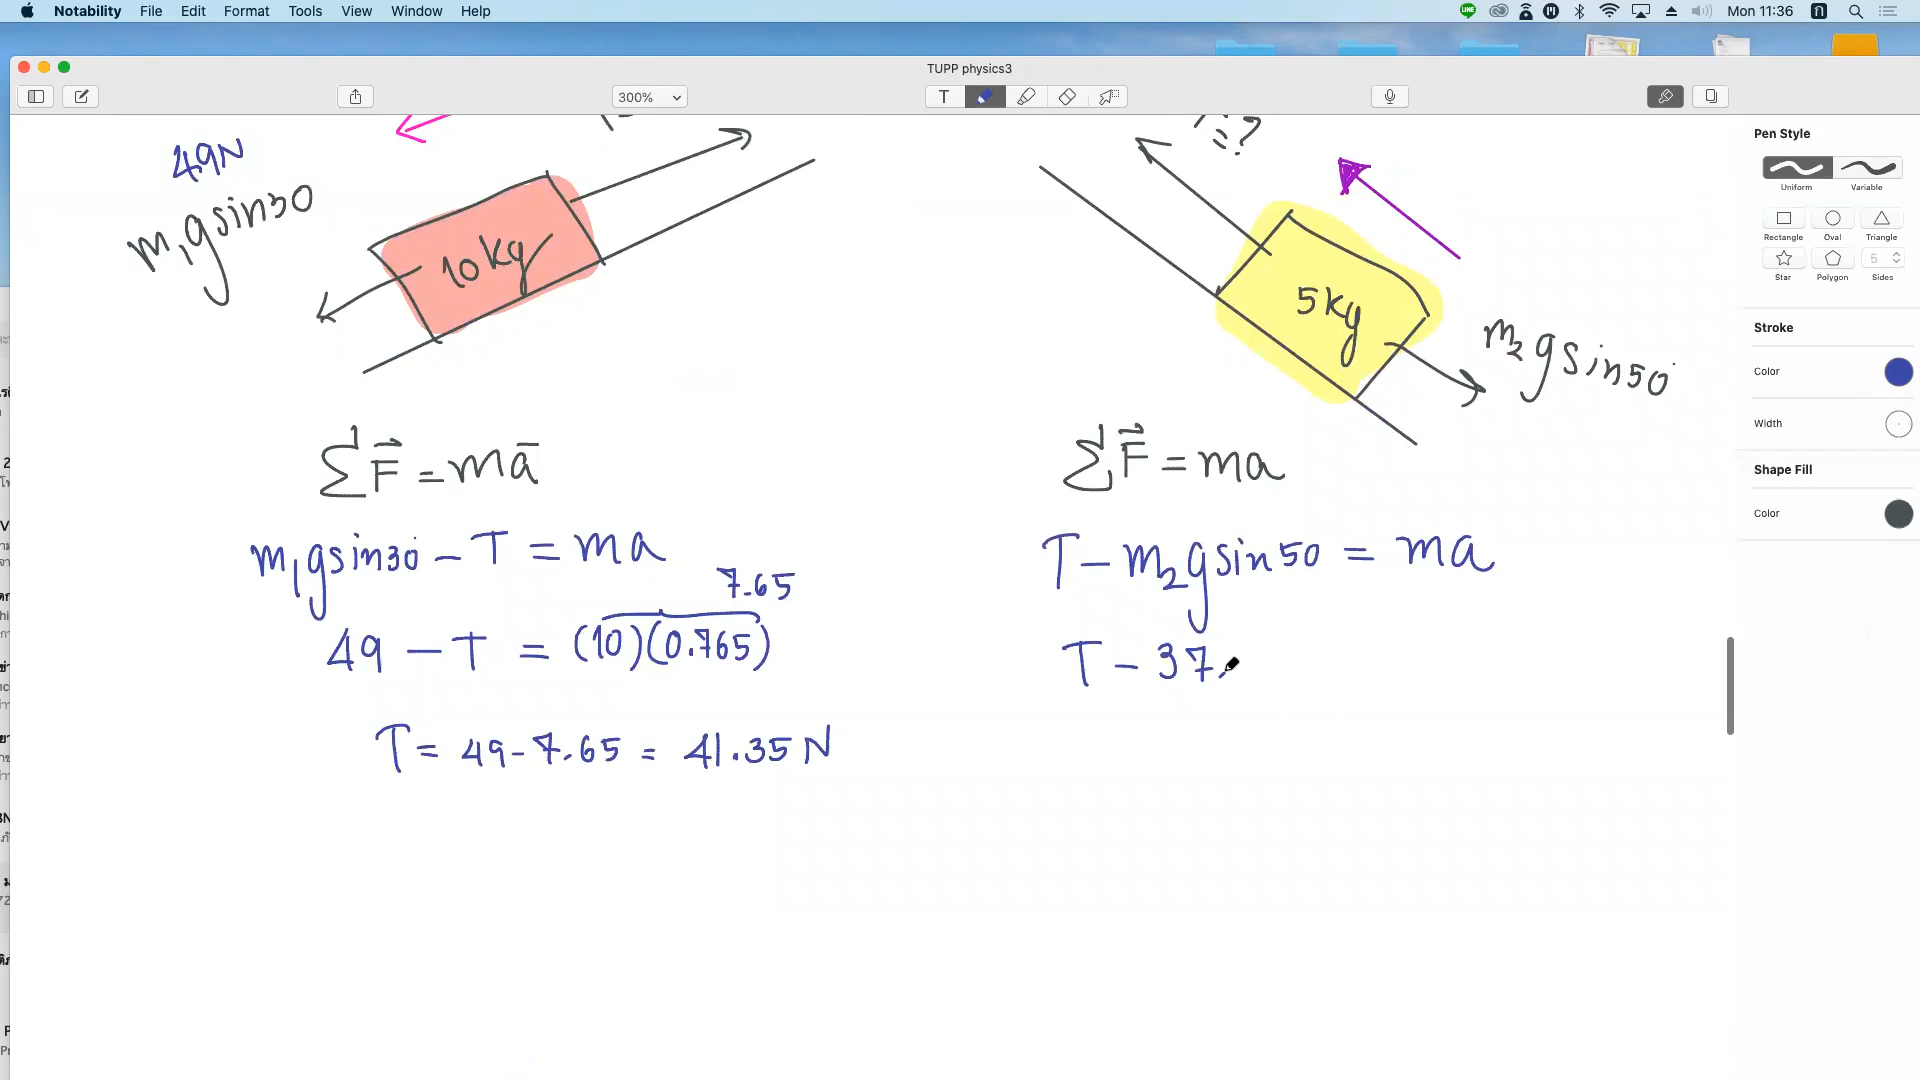 Notability File Edit Format Tools View Window Help
Mon 11:36
TUPP physics3
300%
T
49N
m₁gsin30
10kg
=?
5kg
m₂gsin50
Pen Style
Uniform Variable
Rectangle Oval Triangle
5
Star Polygon Sides
Stroke
Color
Width
Shape Fill
Color
ΣF = ma
m₁gsin30 - T = ma
7.65
49 - T = (10)(0.765)
T = 49 - 7.65 = 41.35 N
ΣF = ma
T - m₂gsin50 = ma
T - 37.